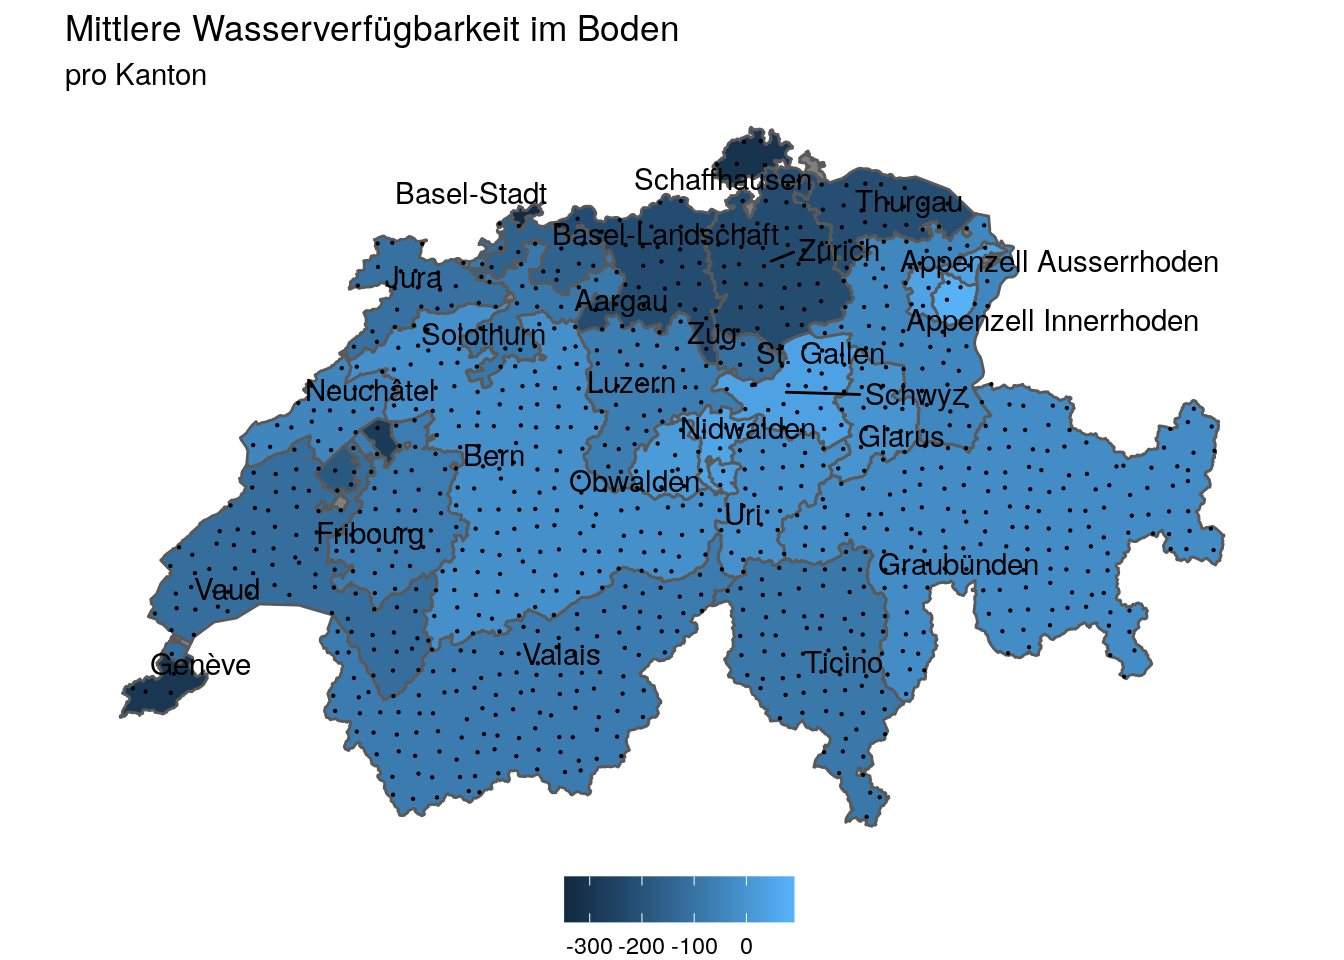 Mittlere Wasserverfügbarkeit im Boden
pro Kanton
Schaffhausen
Basel-Stadt
Thurgau
Basel-Landschaft
Zürich
Appenzell Ausserrhoden
Jura
Aargau
Appenzell Innerrhoden
Solothurn
Zug
St. Gallen
Luzern
Neuchâtel
Schwyz
Nidwalden
Glarus
Bern
Obwalden
Uri
Fribourg
Graubünden
Vaud
Valais
Ticino
Genève
-300 -200 -100 0